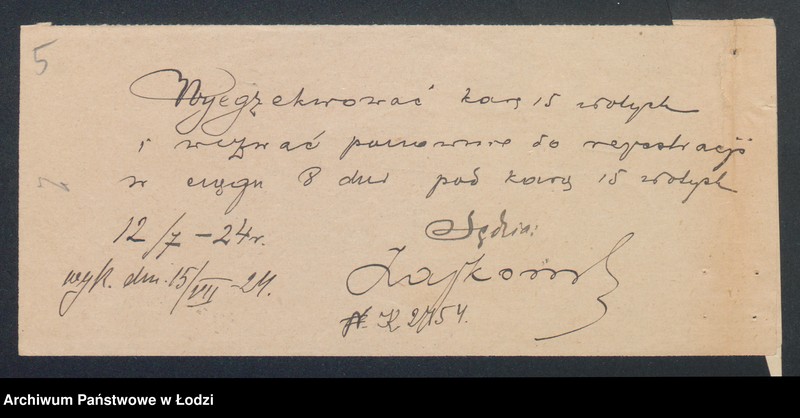 5
Wyegzekwować karę 15 złotych
i wezwać ponownie do rejestracji
w ciągu 8 dni pod karą 15 złotych
12/7 - 24 r.
Sędzia:
wyk. dn. 15/VII - 24.
K 2754.
Archiwum Państwowe w Łodzi